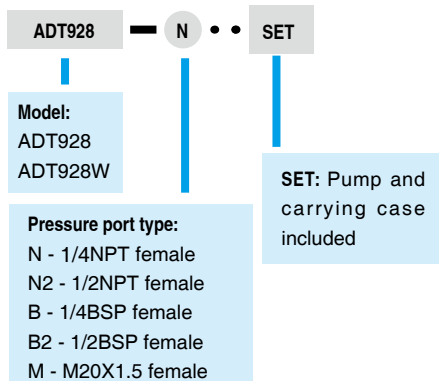 ADT928 — N • • SET
Model:
ADT928
ADT928W
SET: Pump and
carrying case
included
Pressure port type:
N - 1/4NPT female
N2 - 1/2NPT female
B - 1/4BSP female
B2 - 1/2BSP female
M - M20X1.5 female